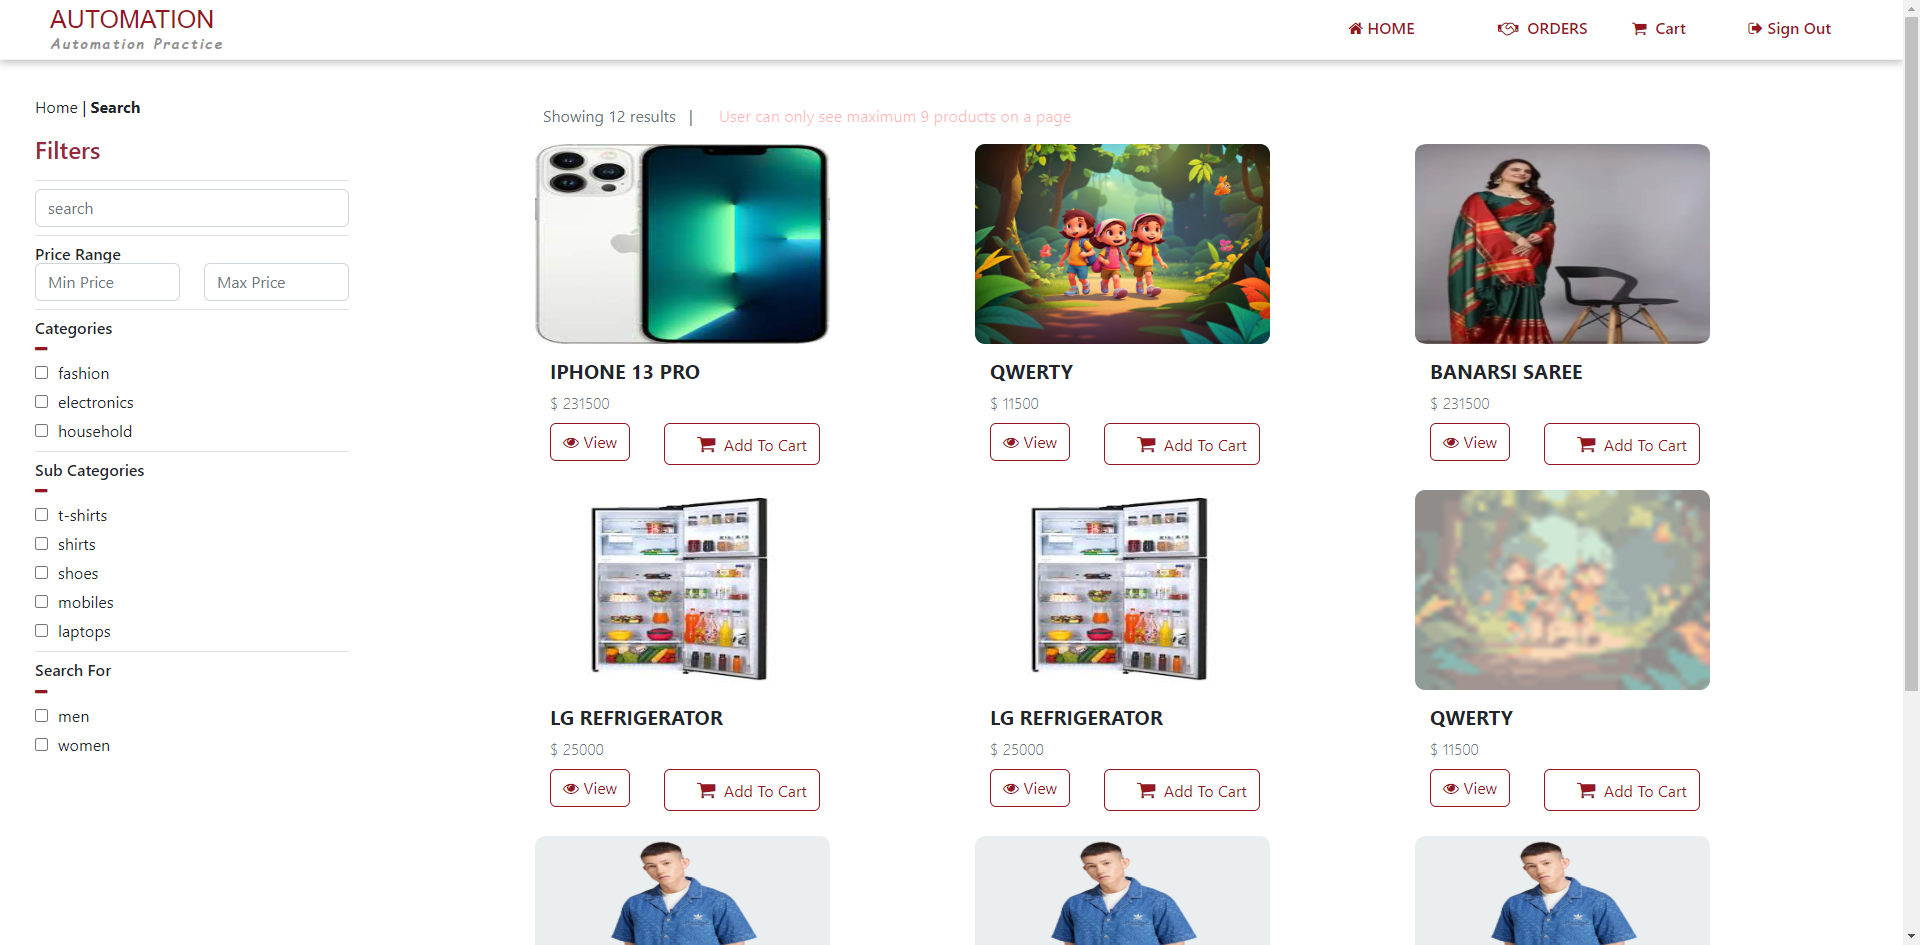 AUTOMATION
Automation Practice
HOME
ORDERS
Cart
Sign Out
Home | Search
Filters
search
Price Range
Min Price
Max Price
Categories
fashion
electronics
household
Sub Categories
t-shirts
shirts
shoes
mobiles
laptops
Search For
men
women
Showing 12 results |
User can only see maximum 9 products on a page
IPHONE 13 PRO
$ 231500
View
Add To Cart
QWERTY
$ 11500
View
Add To Cart
BANARSI SAREE
$ 231500
View
Add To Cart
LG REFRIGERATOR
$ 25000
View
Add To Cart
LG REFRIGERATOR
$ 25000
View
Add To Cart
QWERTY
$ 11500
View
Add To Cart